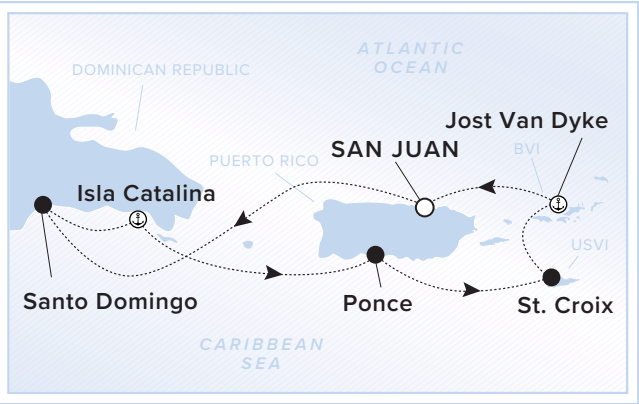 ATLANTIC
OCEAN
DOMINICAN REPUBLIC
Jost Van Dyke
SAN JUAN
BVI
PUERTO RICO
Isla Catalina
USVI
Santo Domingo
Ponce
St. Croix
CARIBBEAN
SEA